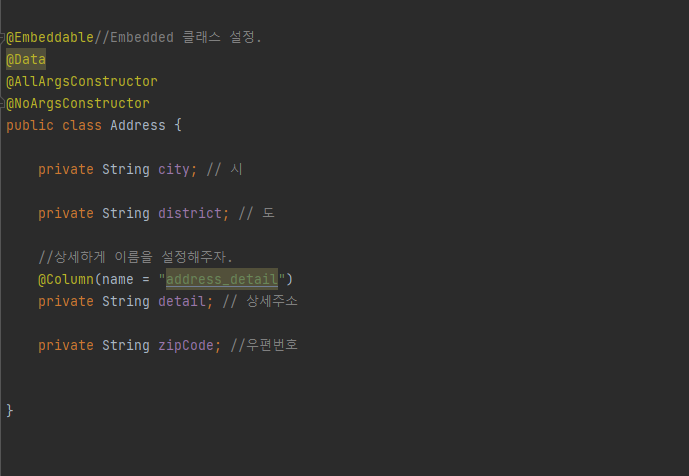 @Embeddable//Embedded 클래스 설정.
@Data
@AllArgsConstructor
@NoArgsConstructor
public class Address {
private String city; // 시
private String district; // 도
//상세하게 이름을 설정해주자.
@Column(name = "address_detail")
private String detail; // 상세주소
private String zipCode; //우편번호
}